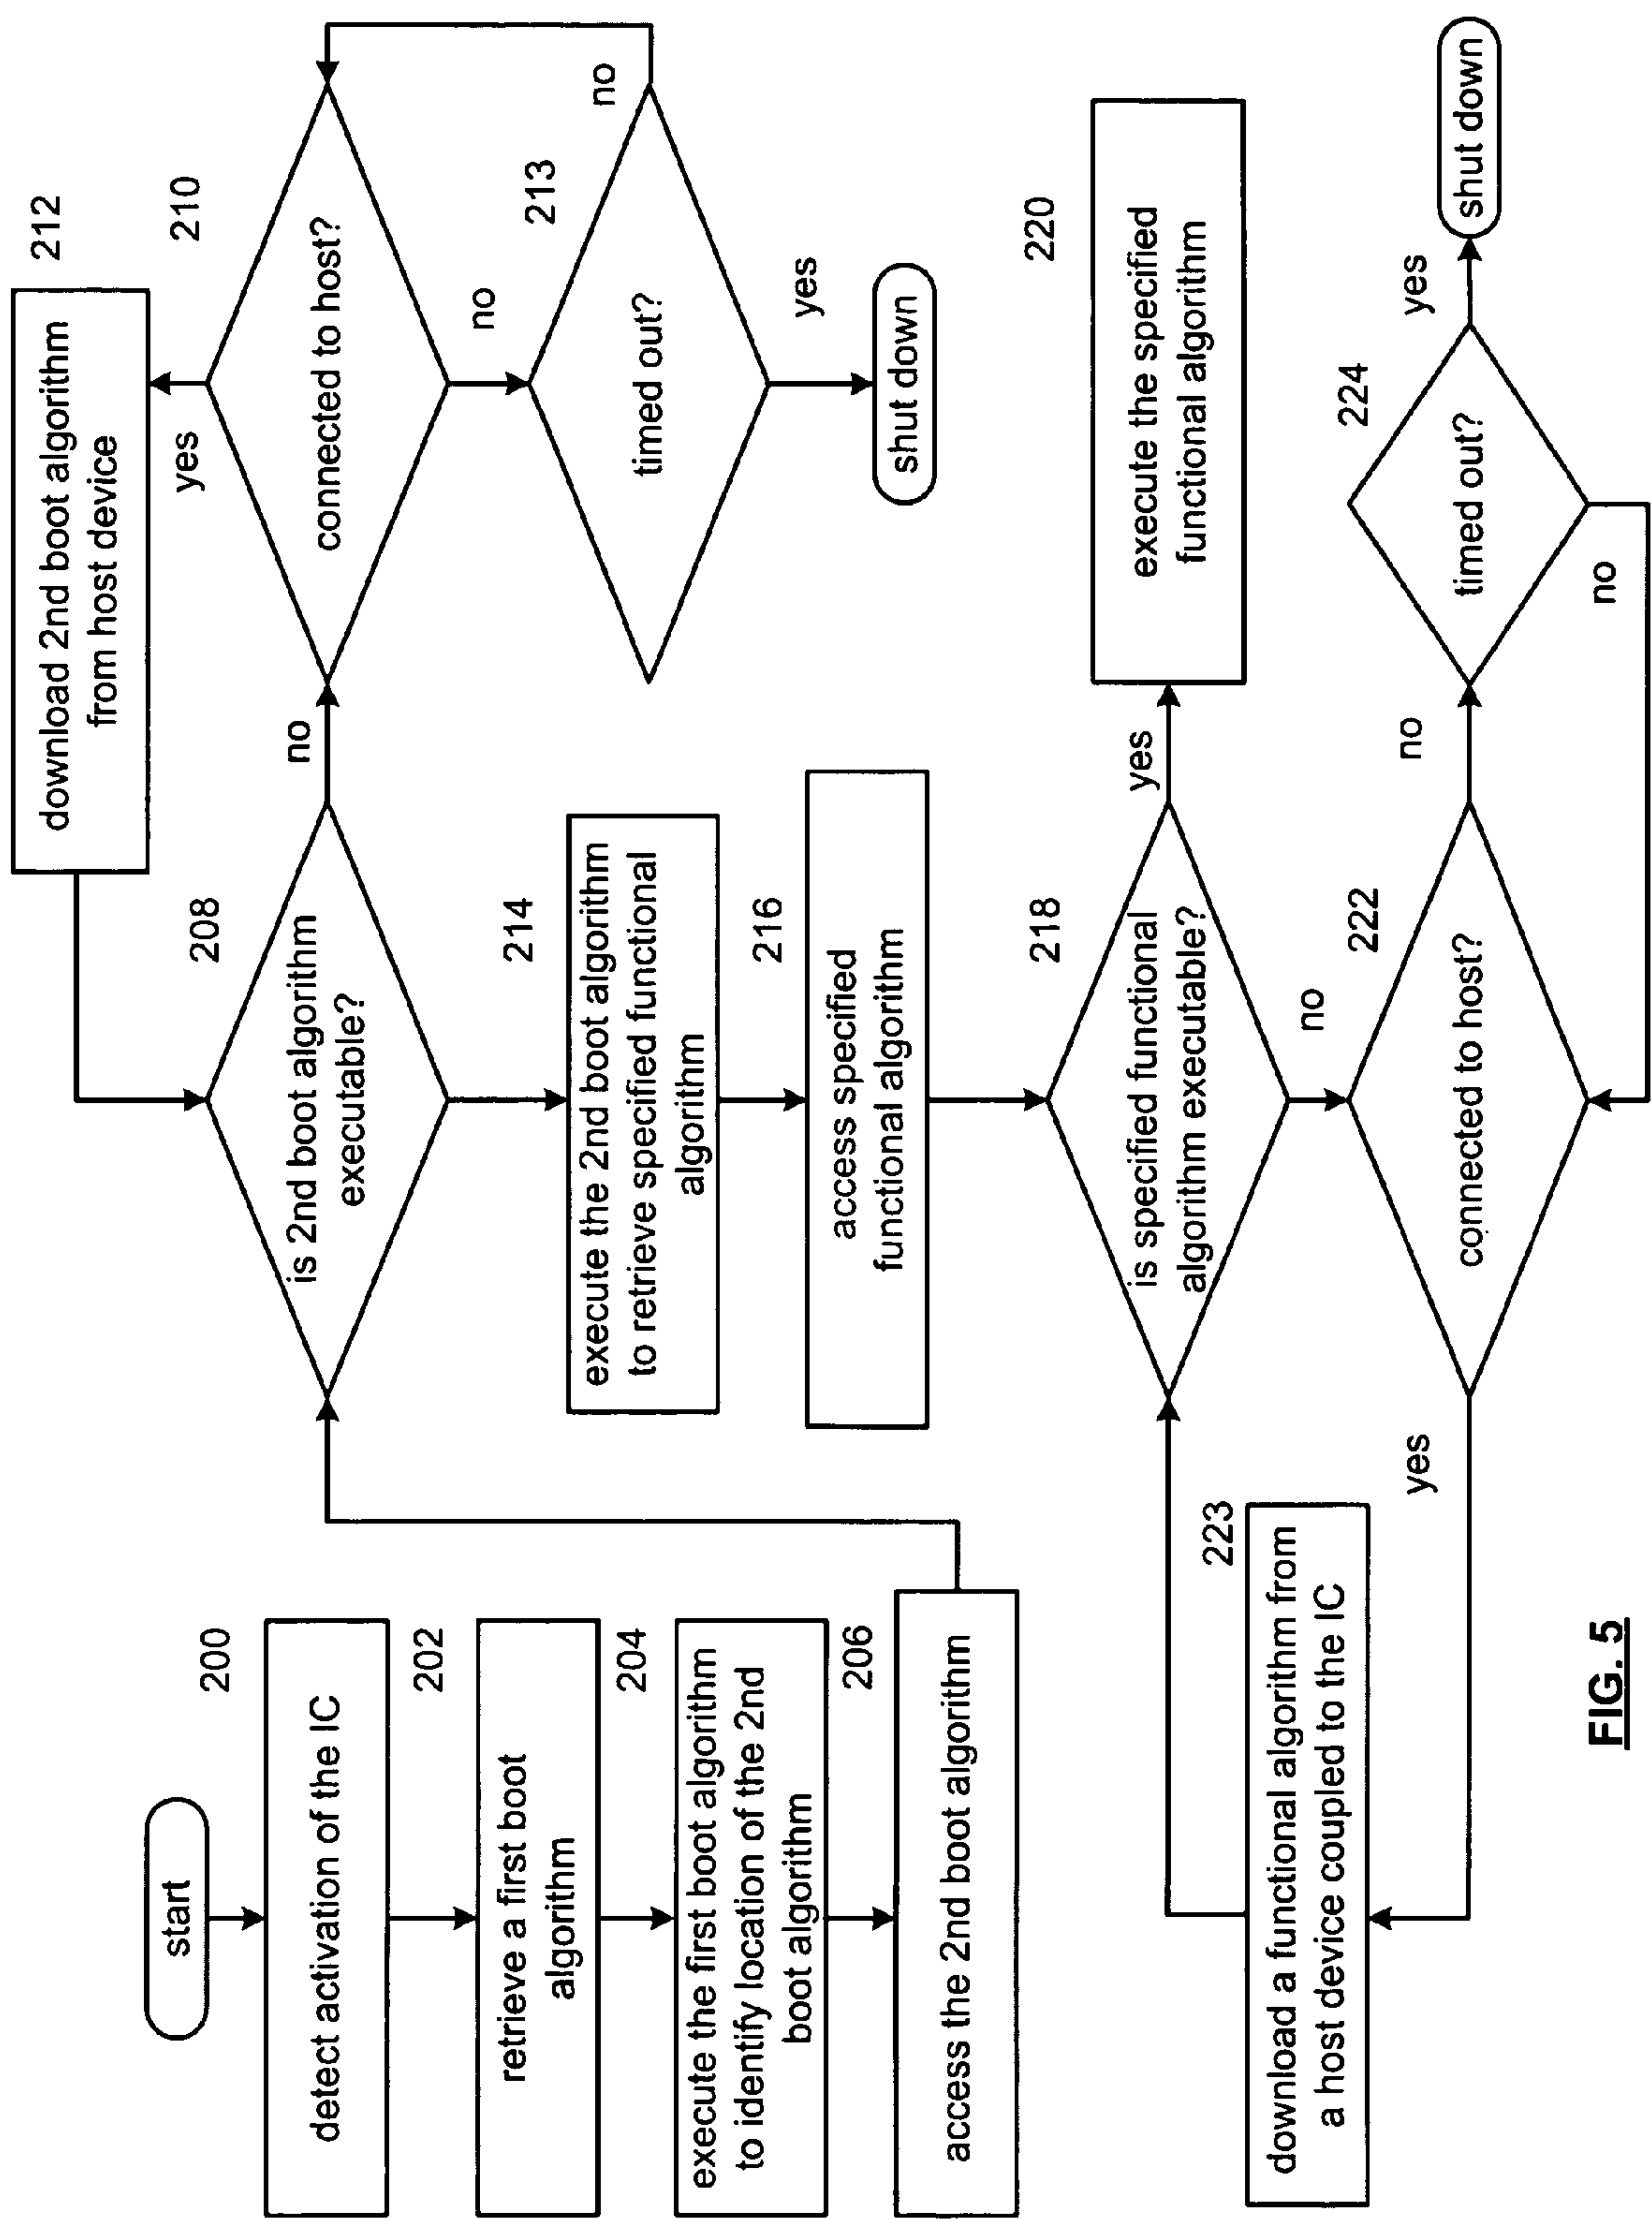 start
200
detect activation of the IC
202
retrieve a first boot
algorithm
204
execute the first boot algorithm
to identify location of the 2nd
boot algorithm
206
access the 2nd boot algorithm
212
download 2nd boot algorithm
from host device
208
is 2nd boot algorithm
executable?
no
yes
210
connected to host?
no
213
timed out?
no
yes
shut down
214
execute the 2nd boot algorithm
to retrieve specified functional
algorithm
216
access specified
functional algorithm
218
is specified functional
algorithm executable?
yes
220
execute the specified
functional algorithm
no
222
connected to host?
yes
223
download a functional algorithm from
a host device coupled to the IC
no
224
timed out?
yes
shut down
no
FIG. 5